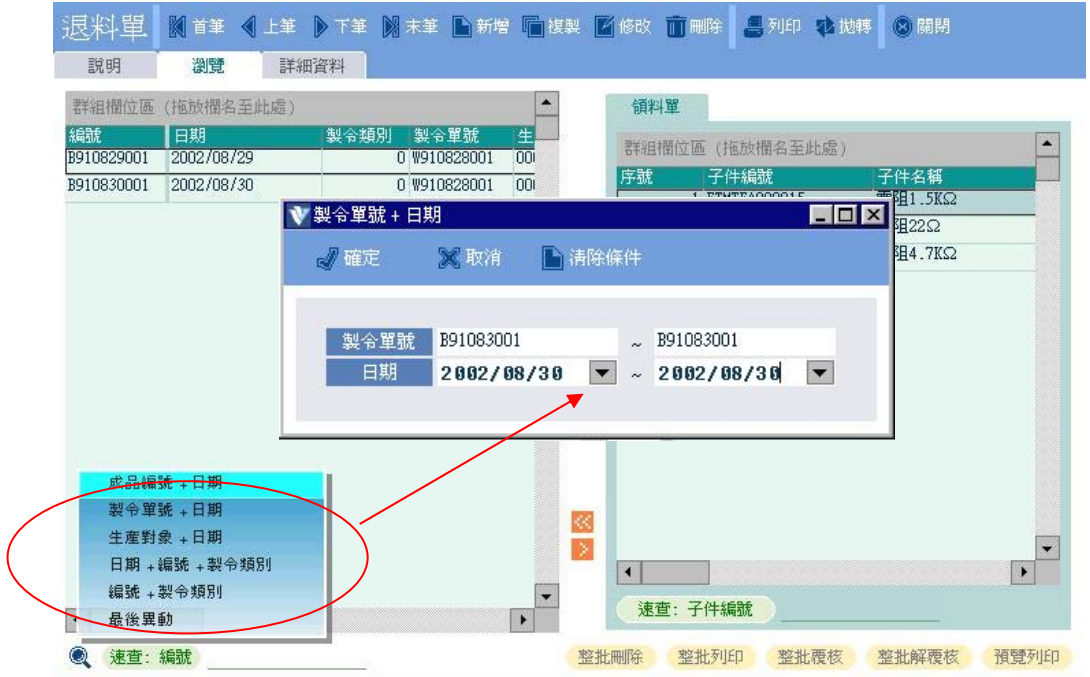 退料單 首筆 上筆 下筆 末筆 新增 複製 修改 刪除 列印 拋轉 關閉
說明 瀏覽 詳細資料
群組欄位區 (拖放欄名至此處)
編號 日期 製令類別 製令單號 生
B910829001 2002/08/29 0 W910828001
B910830001 2002/08/30 0 W910828001
領料單
群組欄位區 (拖放欄名至此處)
序號 子件編號 子件名稱
1 電阻1.5KΩ
阻22Ω
阻4.7KΩ
製令單號 + 日期
確定 取消 清除條件
製令單號 B91083001 ~ B91083001
日期 2002/08/30 ~ 2002/08/30
成品編號 + 日期
製令單號 + 日期
生產對象 + 日期
日期 + 編號 + 製令類別
編號 + 製令類別
最後異動
速查: 編號
速查: 子件編號
整批刪除 整批列印 整批覆核 整批解覆核 預覽列印